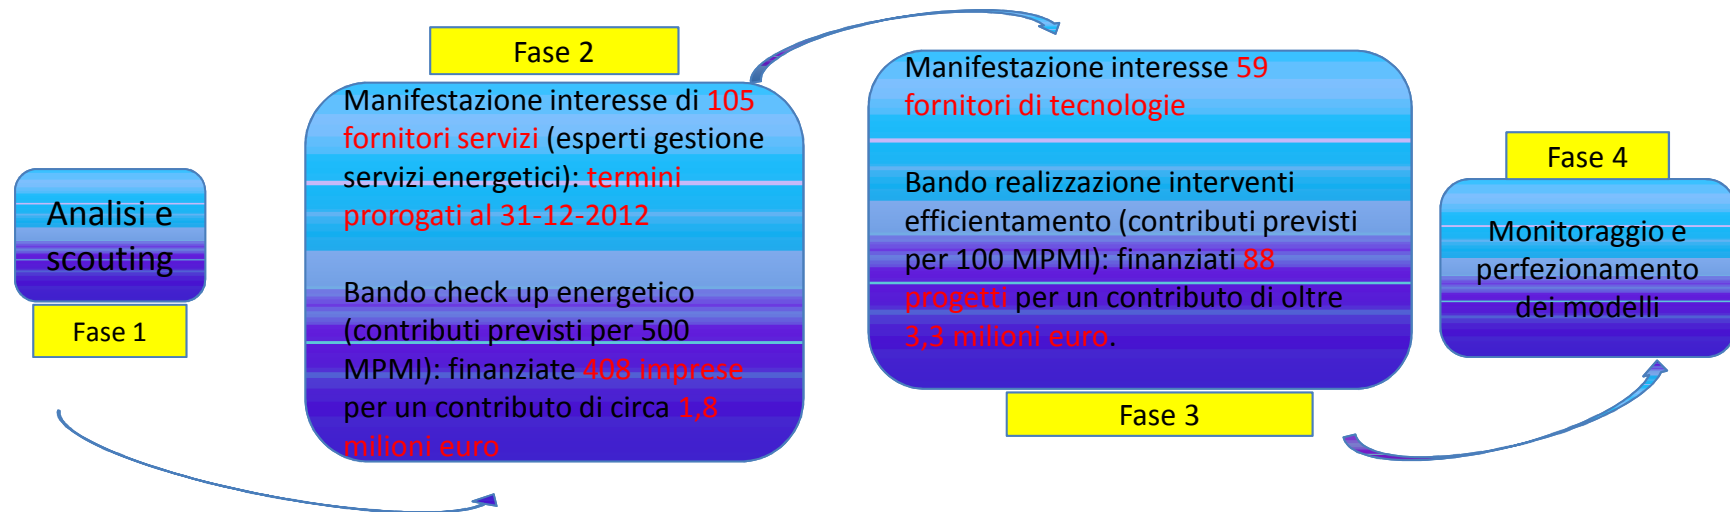 Analisi e
scouting
Fase 1
Fase 2
Manifestazione interesse di 105
fornitori servizi (esperti gestione
servizi energetici): termini
prorogati al 31-12-2012
Bando check up energetico
(contributi previsti per 500
MPMI): finanziate 408 imprese
per un contributo di circa 1,8
milioni euro
Manifestazione interesse 59
fornitori di tecnologie
Bando realizzazione interventi
efficientamento (contributi previsti
per 100 MPMI): finanziati 88
progetti per un contributo di oltre
3,3 milioni euro.
Fase 3
Fase 4
Monitoraggio e
perfezionamento
dei modelli